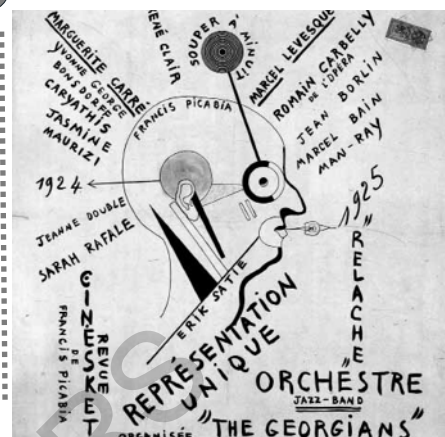 MARGUERITE CARRE
YVONNE GEORGE
BONSDORFF
CARYATHIS
JASMINE
MAURIZI
RENÉ CLAIR
SOUPER À MINUIT
MARCEL LEVESQUE
ROMAIN CARBELLY
DE L'OPÉRA
JEAN BORLIN
MARCEL BAIN
MAN-RAY
FRANCIS PICABIA
1924
1925
JEANNE DOUBLE
SARAH RAFALE
ERIK SATIE
"RELACHE"
CINÉSKET
REVUE
DE
FRANCIS PICABIA
REPRÉSENTATION
UNIQUE
ORCHESTRE
JAZZ-BAND
"THE GEORGIANS"
ORGANISÉE